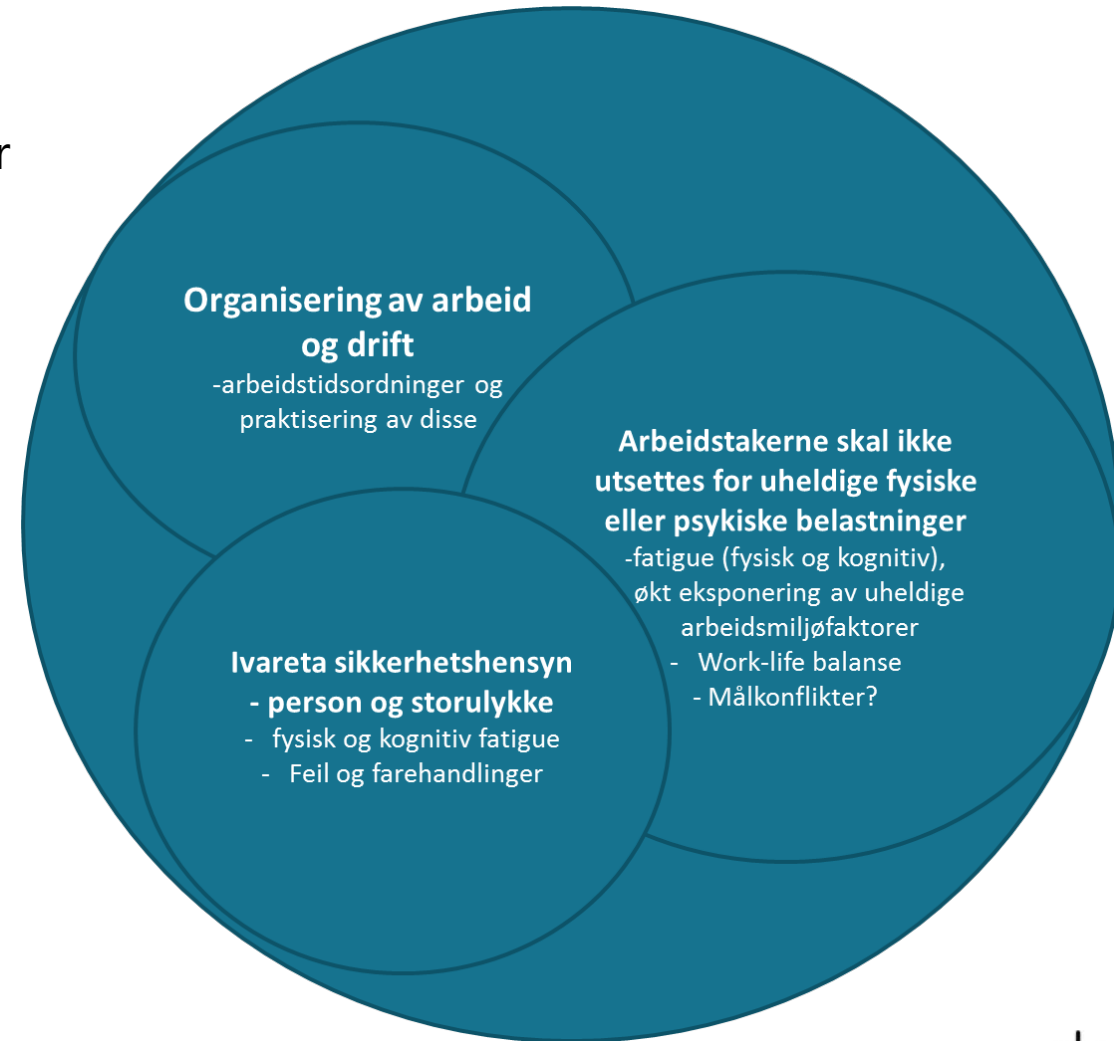 r
Organisering av arbeid
og drift
-arbeidstidsordninger og
praktisering av disse
Arbeidstakerne skal ikke
utsettes for uheldige fysiske
eller psykiske belastninger
-fatigue (fysisk og kognitiv),
økt eksponering av uheldige
arbeidsmiljøfaktorer
- Work-life balanse
- Målkonflikter?
Ivareta sikkerhetshensyn
- person og storulykke
- fysisk og kognitiv fatigue
- Feil og farehandlinger